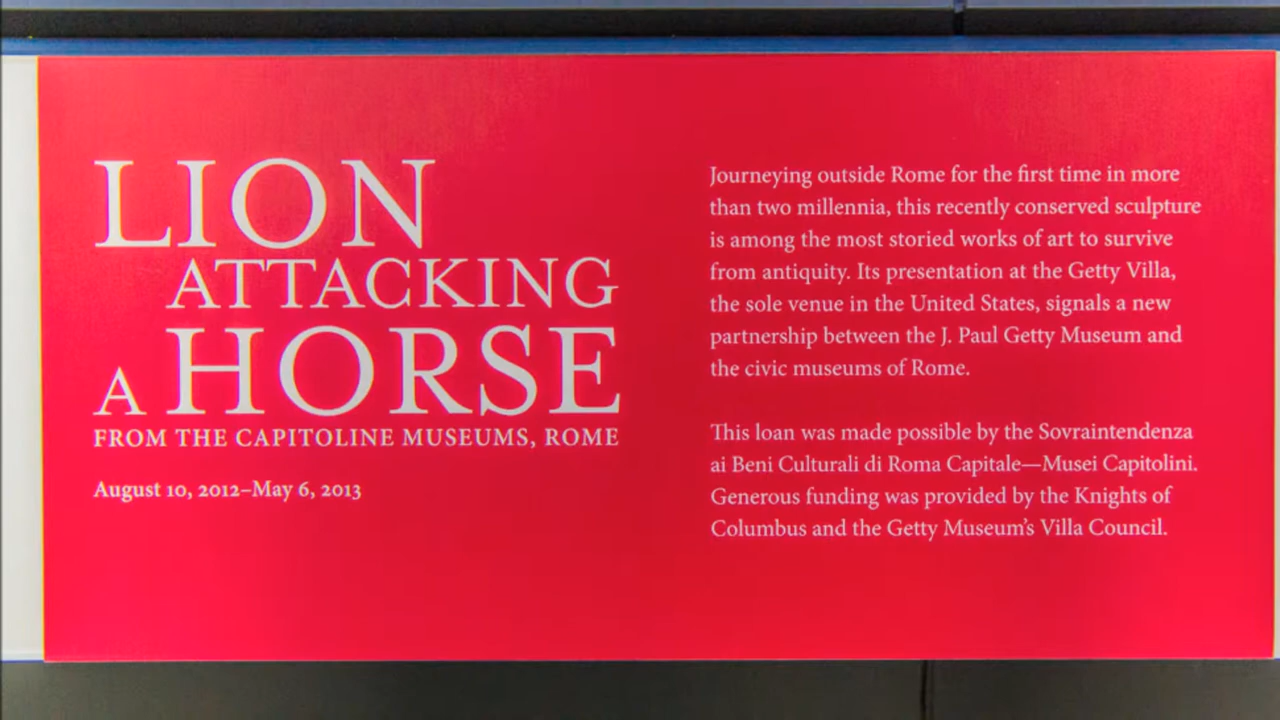 LION
ATTACKING
A HORSE
FROM THE CAPITOLINE MUSEUMS, ROME
August 10, 2012–May 6, 2013
Journeying outside Rome for the first time in more
than two millennia, this recently conserved sculpture
is among the most storied works of art to survive
from antiquity. Its presentation at the Getty Villa,
the sole venue in the United States, signals a new
partnership between the J. Paul Getty Museum and
the civic museums of Rome.
This loan was made possible by the Sovraintendenza
ai Beni Culturali di Roma Capitale—Musei Capitolini.
Generous funding was provided by the Knights of
Columbus and the Getty Museum’s Villa Council.